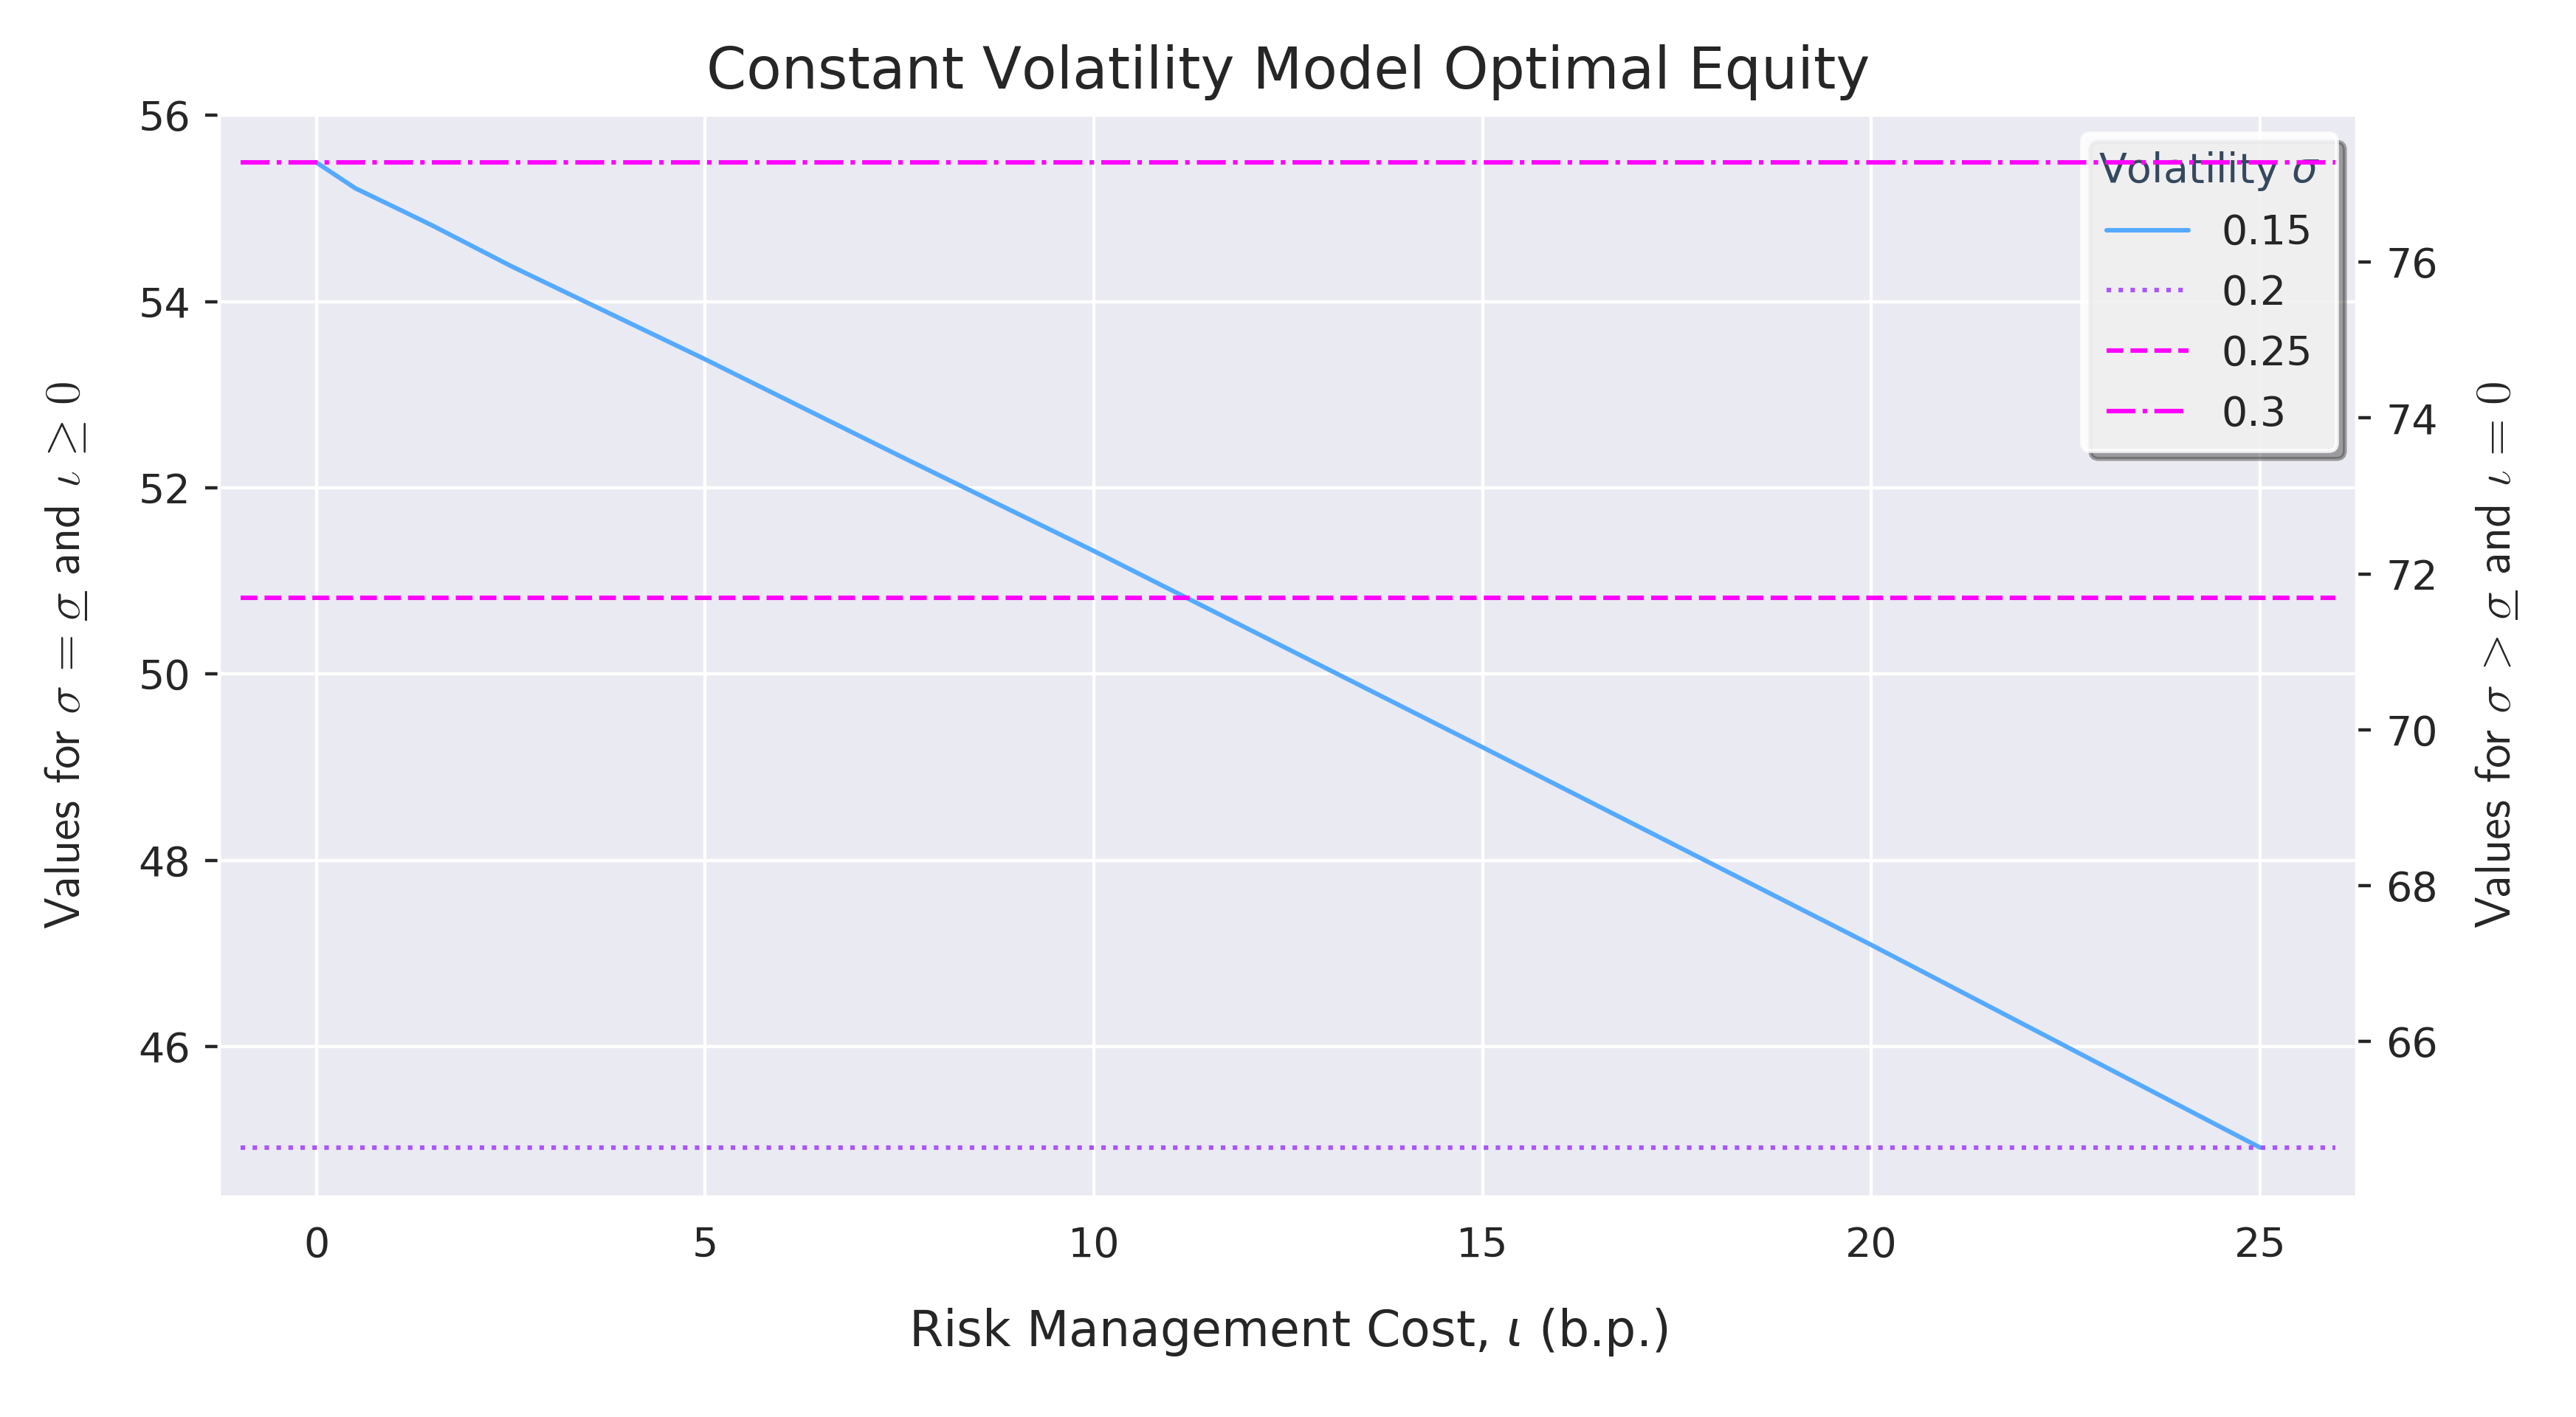 Constant Volatility Model Optimal Equity
56
54
52
50
48
46
Values for σ = σ̲ and ι ≥ 0
Volatility σ
0.15
0.2
0.25
0.3
76
74
72
70
68
66
Values for σ > σ̲ and ι = 0
0 5 10 15 20 25
Risk Management Cost, ι (b.p.)